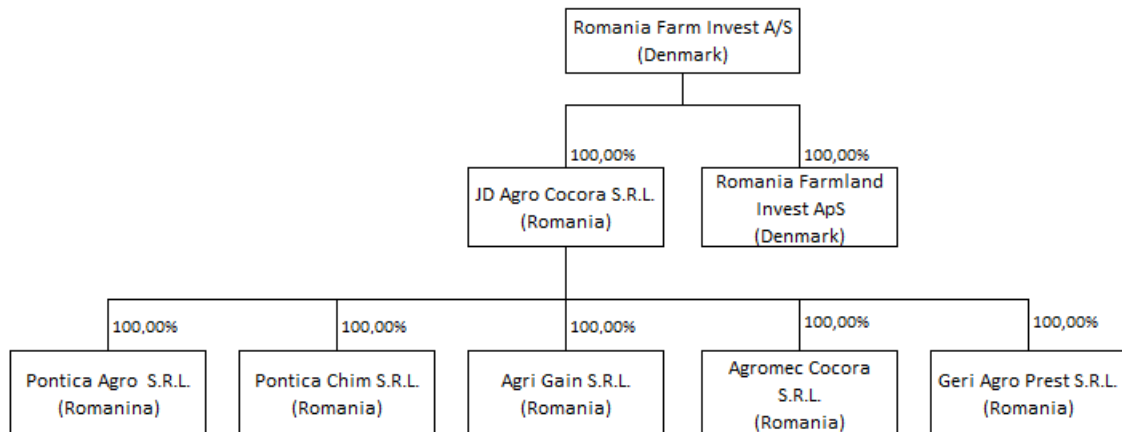 Romania Farm Invest A/S
(Denmark)
100,00%
100,00%
JD Agro Cocora S.R.L.
(Romania)
Romania Farmland
Invest ApS
(Denmark)
100,00%
100,00%
100,00%
100,00%
100,00%
Pontica Agro  S.R.L.
(Romanina)
Pontica Chim S.R.L.
(Romania)
Agri Gain S.R.L.
(Romania)
Agromec Cocora
S.R.L.
(Romania)
Geri Agro Prest S.R.L.
(Romania)